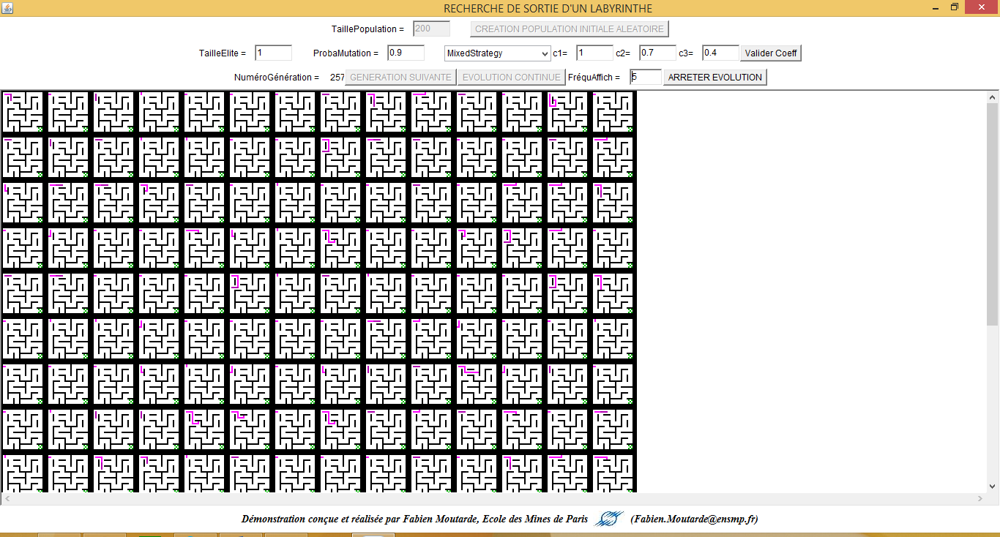 RECHERCHE DE SORTIE D'UN LABYRINTHE
TaillePopulation = 200 CREATION POPULATION INITIALE ALEATOIRE
TailleElite = 1 ProbaMutation = 0.9 MixedStrategy c1= 1 c2= 0.7 c3= 0.4 Valider Coeff
NuméroGénération = 257 GENERATION SUIVANTE EVOLUTION CONTINUE FréquAffich = 5 ARRETER EVOLUTION
Démonstration conçue et réalisée par Fabien Moutarde, Ecole des Mines de Paris (Fabien.Moutarde@ensmp.fr)